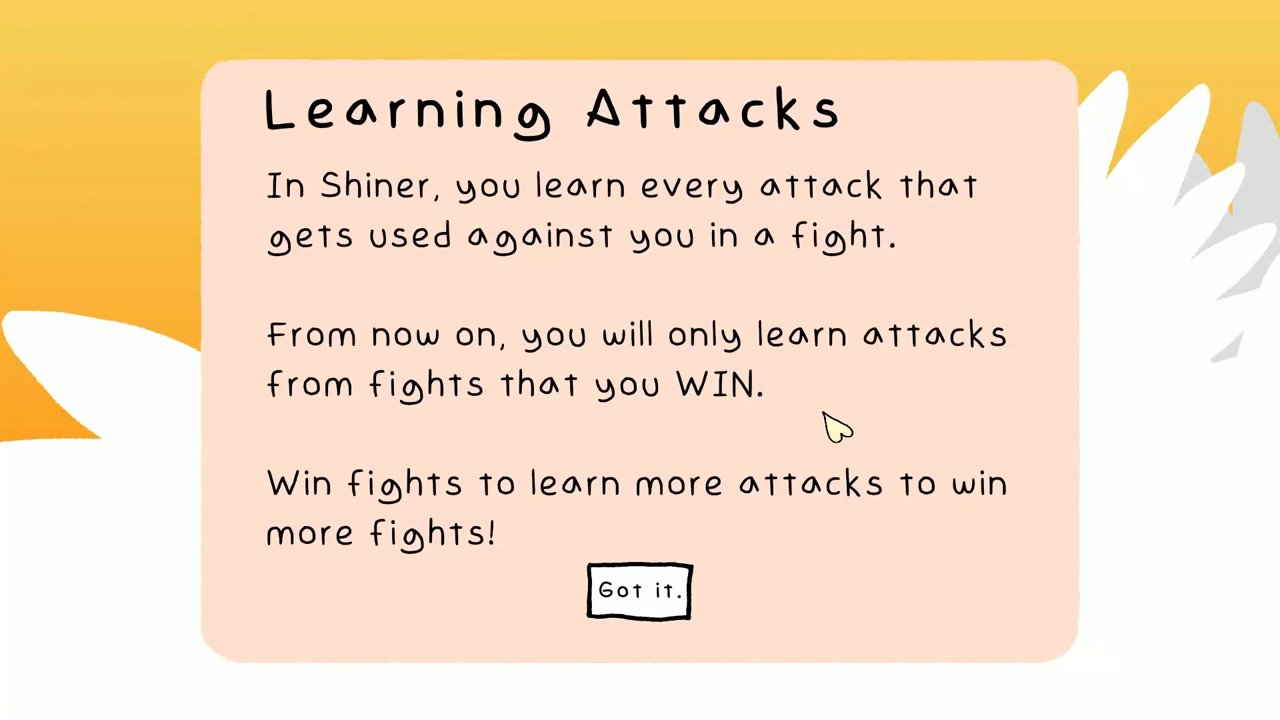 Learning Attacks
In Shiner, you learn every attack that
gets used against you in a fight.
From now on, you will only learn attacks
from fights that you WIN.
Win fights to learn more attacks to win
more fights!
Got it.